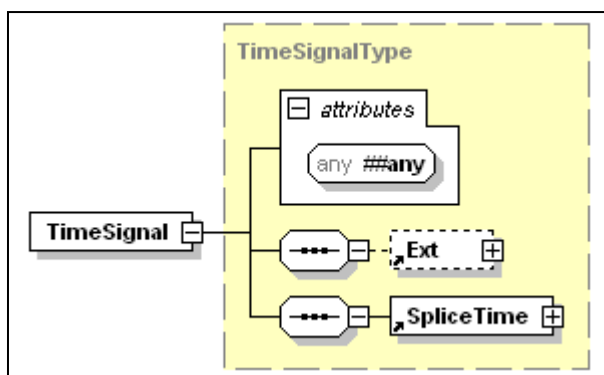 TimeSignalType
attributes
any ##any
TimeSignal
Ext
SpliceTime